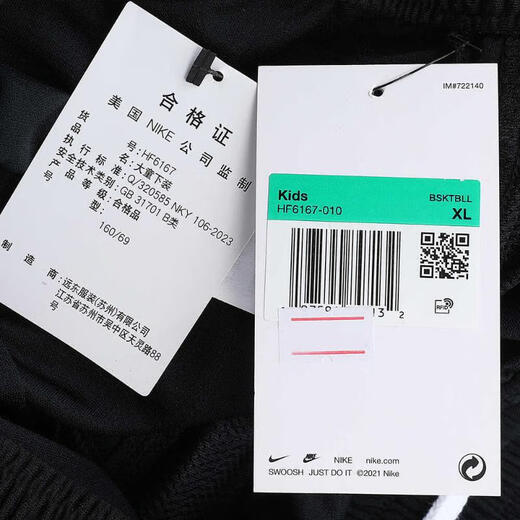 合格证
美国 NIKE 公司监制
货号: HF6167
品名: 大童下装
执行标准: Q/320585 NKY 106-2023
安全技术类别: GB 31701 B类
等级: 合格品
型: 160/69
号
制造商: 远东服装(苏州)有限公司
江苏省苏州市吴中区天灵路88
号
IM#722140
Kids
HF6167-010
BSKTBLL
XL
RFID
NIKE
nike.com
SWOOSH JUST DO IT ©2021 Nike